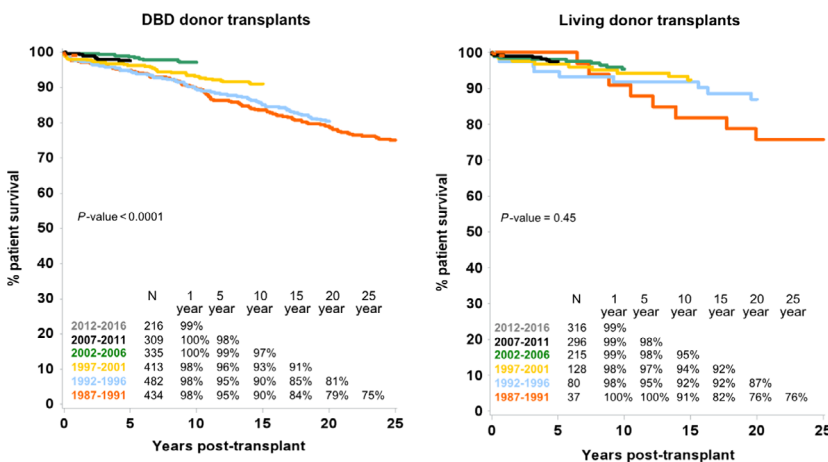 DBD donor transplants
% patient survival
100
90
80
70
60
50
40
30
20
10
0
P-value < 0.0001
N 1 year 5 year 10 year 15 year 20 year 25 year
2012-2016 216 99%
2007-2011 309 100% 98%
2002-2006 335 100% 99% 97%
1997-2001 413 98% 96% 93% 91%
1992-1996 482 98% 95% 90% 85% 81%
1987-1991 434 98% 95% 90% 84% 79% 75%
0 5 10 15 20 25
Years post-transplant
Living donor transplants
% patient survival
100
90
80
70
60
50
40
30
20
10
0
P-value = 0.45
N 1 year 5 year 10 year 15 year 20 year 25 year
2012-2016 316 99%
2007-2011 296 99% 98%
2002-2006 215 99% 98% 95%
1997-2001 128 98% 97% 94% 92%
1992-1996 80 98% 95% 92% 92% 87%
1987-1991 37 100% 100% 91% 82% 76% 76%
0 5 10 15 20 25
Years post-transplant